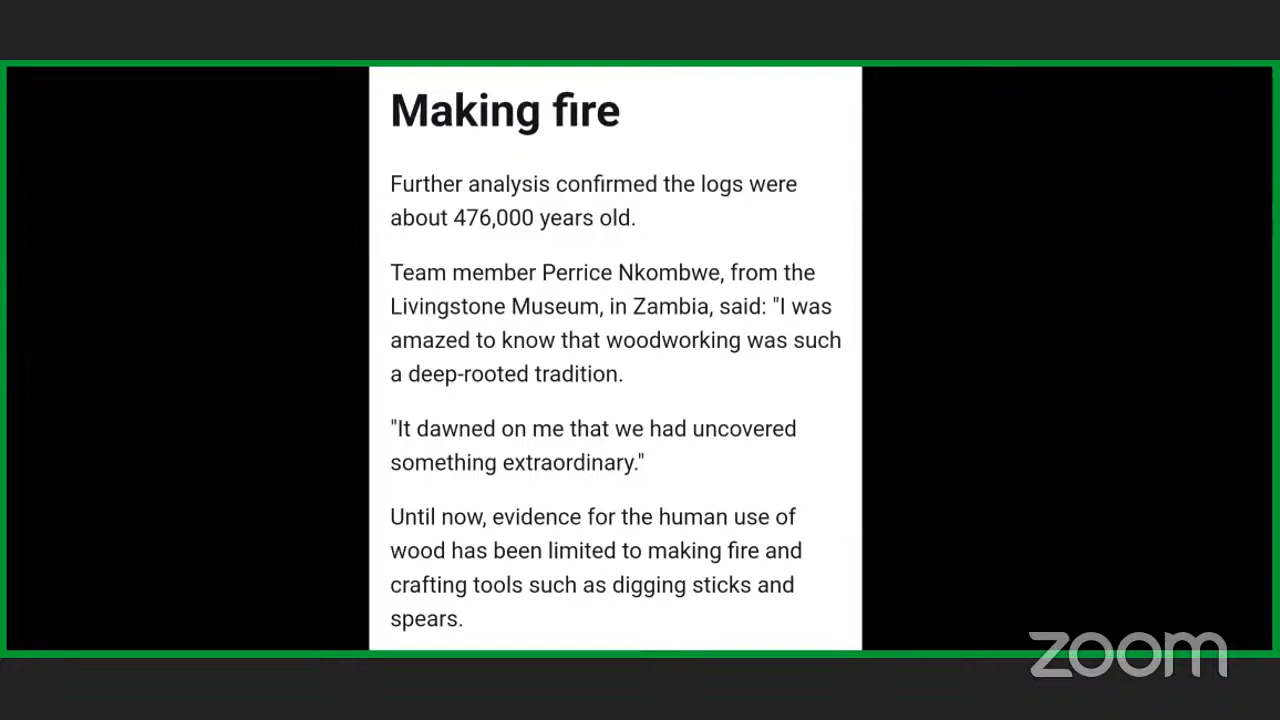 Making fire
Further analysis confirmed the logs were
about 476,000 years old.
Team member Perrice Nkombwe, from the
Livingstone Museum, in Zambia, said: "I was
amazed to know that woodworking was such
a deep-rooted tradition.
"It dawned on me that we had uncovered
something extraordinary."
Until now, evidence for the human use of
wood has been limited to making fire and
crafting tools such as digging sticks and
spears.
zoom